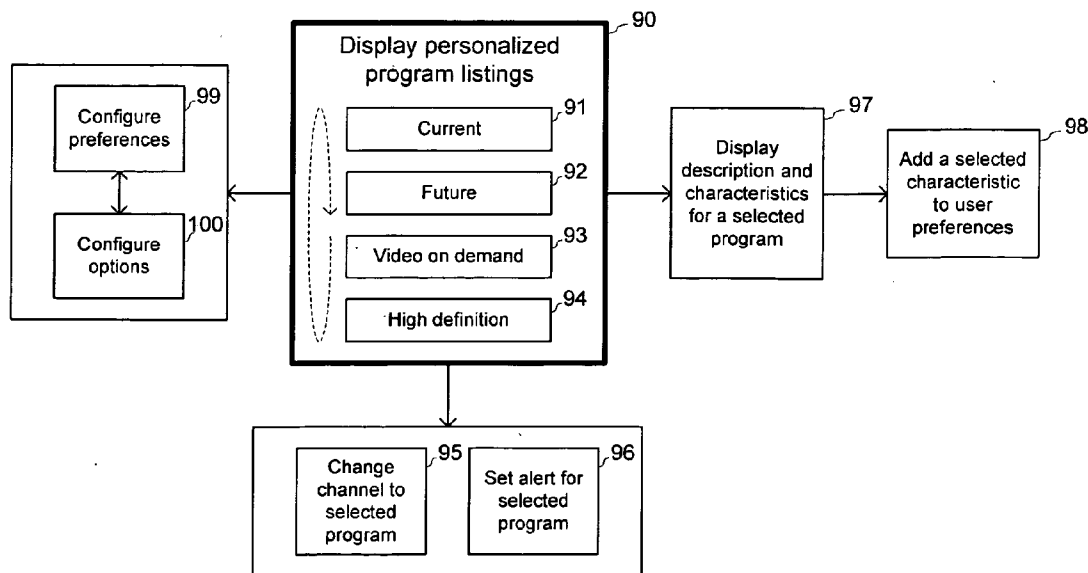 90
Display personalized
program listings
91
Current
92
Future
93
Video on demand
94
High definition
99
Configure
preferences
100
Configure
options
97
Display
description and
characteristics
for a selected
program
98
Add a selected
characteristic
to user
preferences
95
Change
channel to
selected
program
96
Set alert for
selected
program